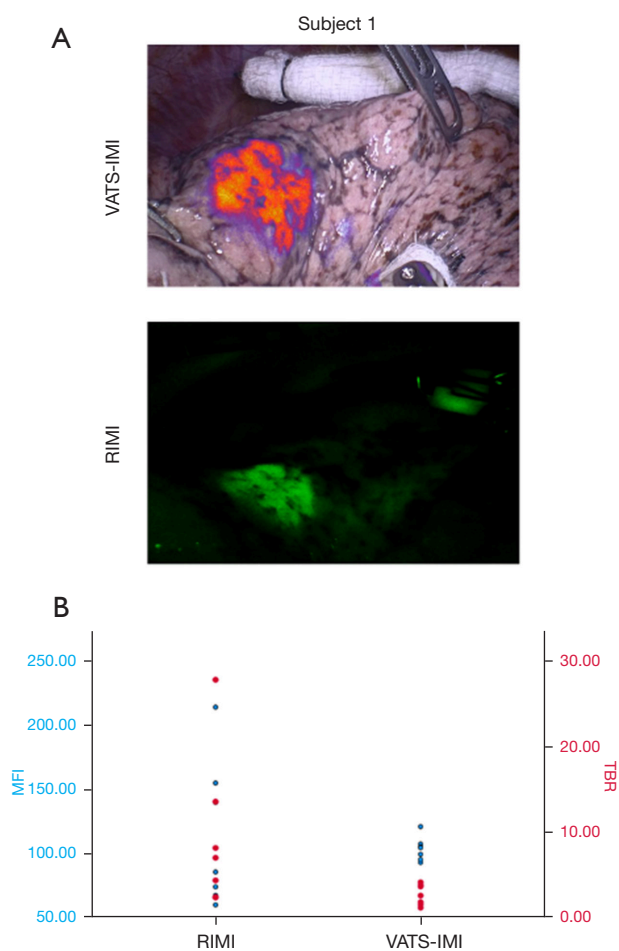 Subject 1
A
VATS-IMI
RIMI
B
250.00
200.00
150.00
100.00
50.00
MFI
30.00
20.00
10.00
0.00
TBR
RIMI
VATS-IMI